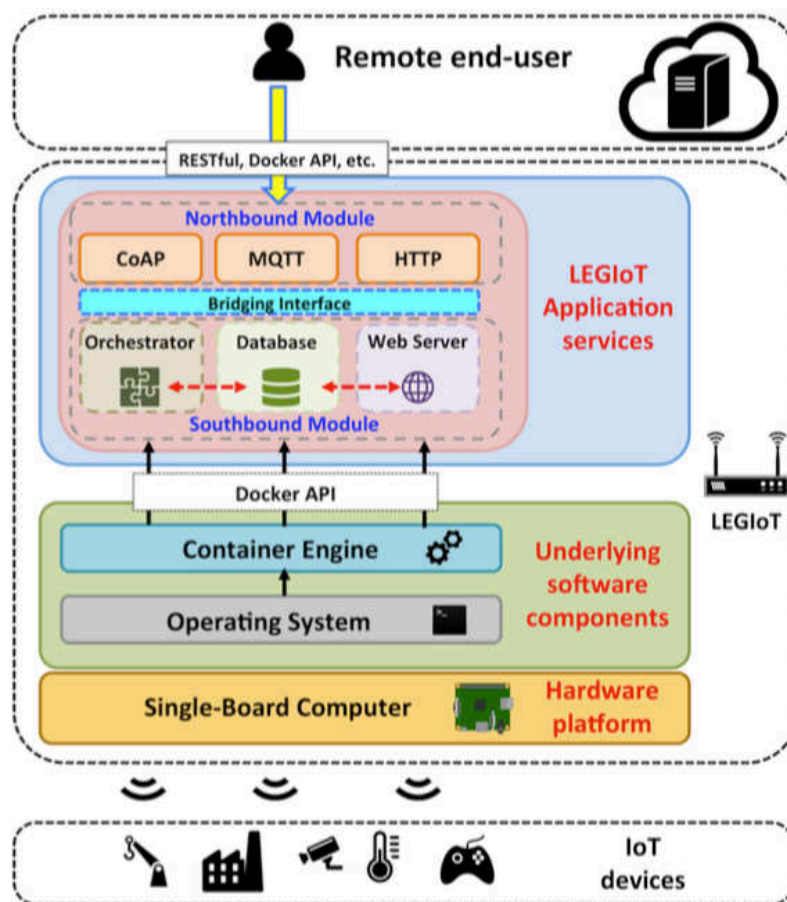 Remote end-user
RESTful, Docker API, etc.
Northbound Module
CoAP
MQTT
HTTP
Bridging Interface
Orchestrator
Database
Web Server
Southbound Module
LEGIoT
Application
services
Docker API
LEGIoT
Container Engine
Operating System
Underlying
software
components
Single-Board Computer
Hardware
platform
IoT
devices